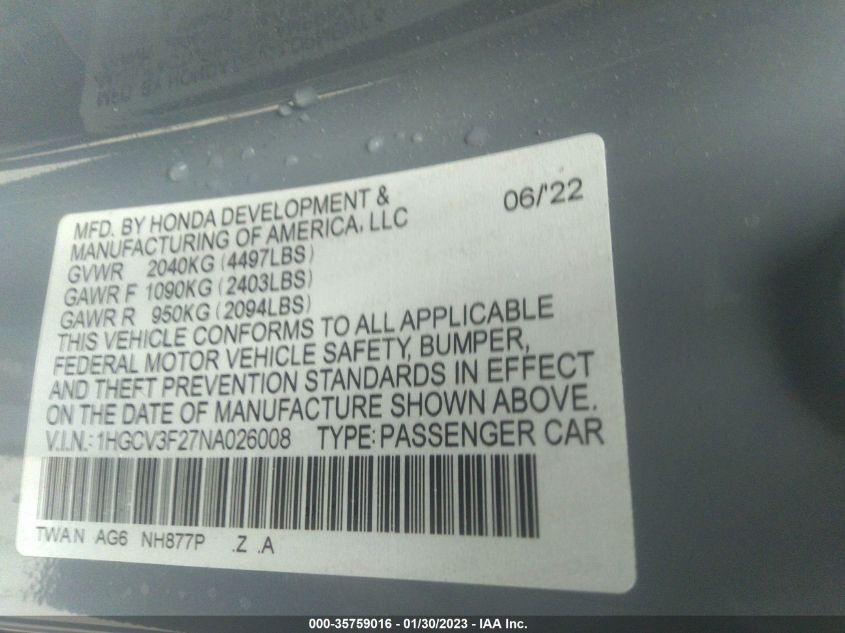 MFD. BY HONDA DEVELOPMENT &
MANUFACTURING OF AMERICA, LLC
06/'22
GVWR 2040KG (4497LBS)
GAWR F 1090KG (2403LBS)
GAWR R 950KG (2094LBS)
THIS VEHICLE CONFORMS TO ALL APPLICABLE
FEDERAL MOTOR VEHICLE SAFETY, BUMPER,
AND THEFT PREVENTION STANDARDS IN EFFECT
ON THE DATE OF MANUFACTURE SHOWN ABOVE.
V.I.N.: 1HGCV3F27NA026008 TYPE: PASSENGER CAR
TWAN AG6 NH877P .Z .A
000-35759016 - 01/30/2023 - IAA Inc.